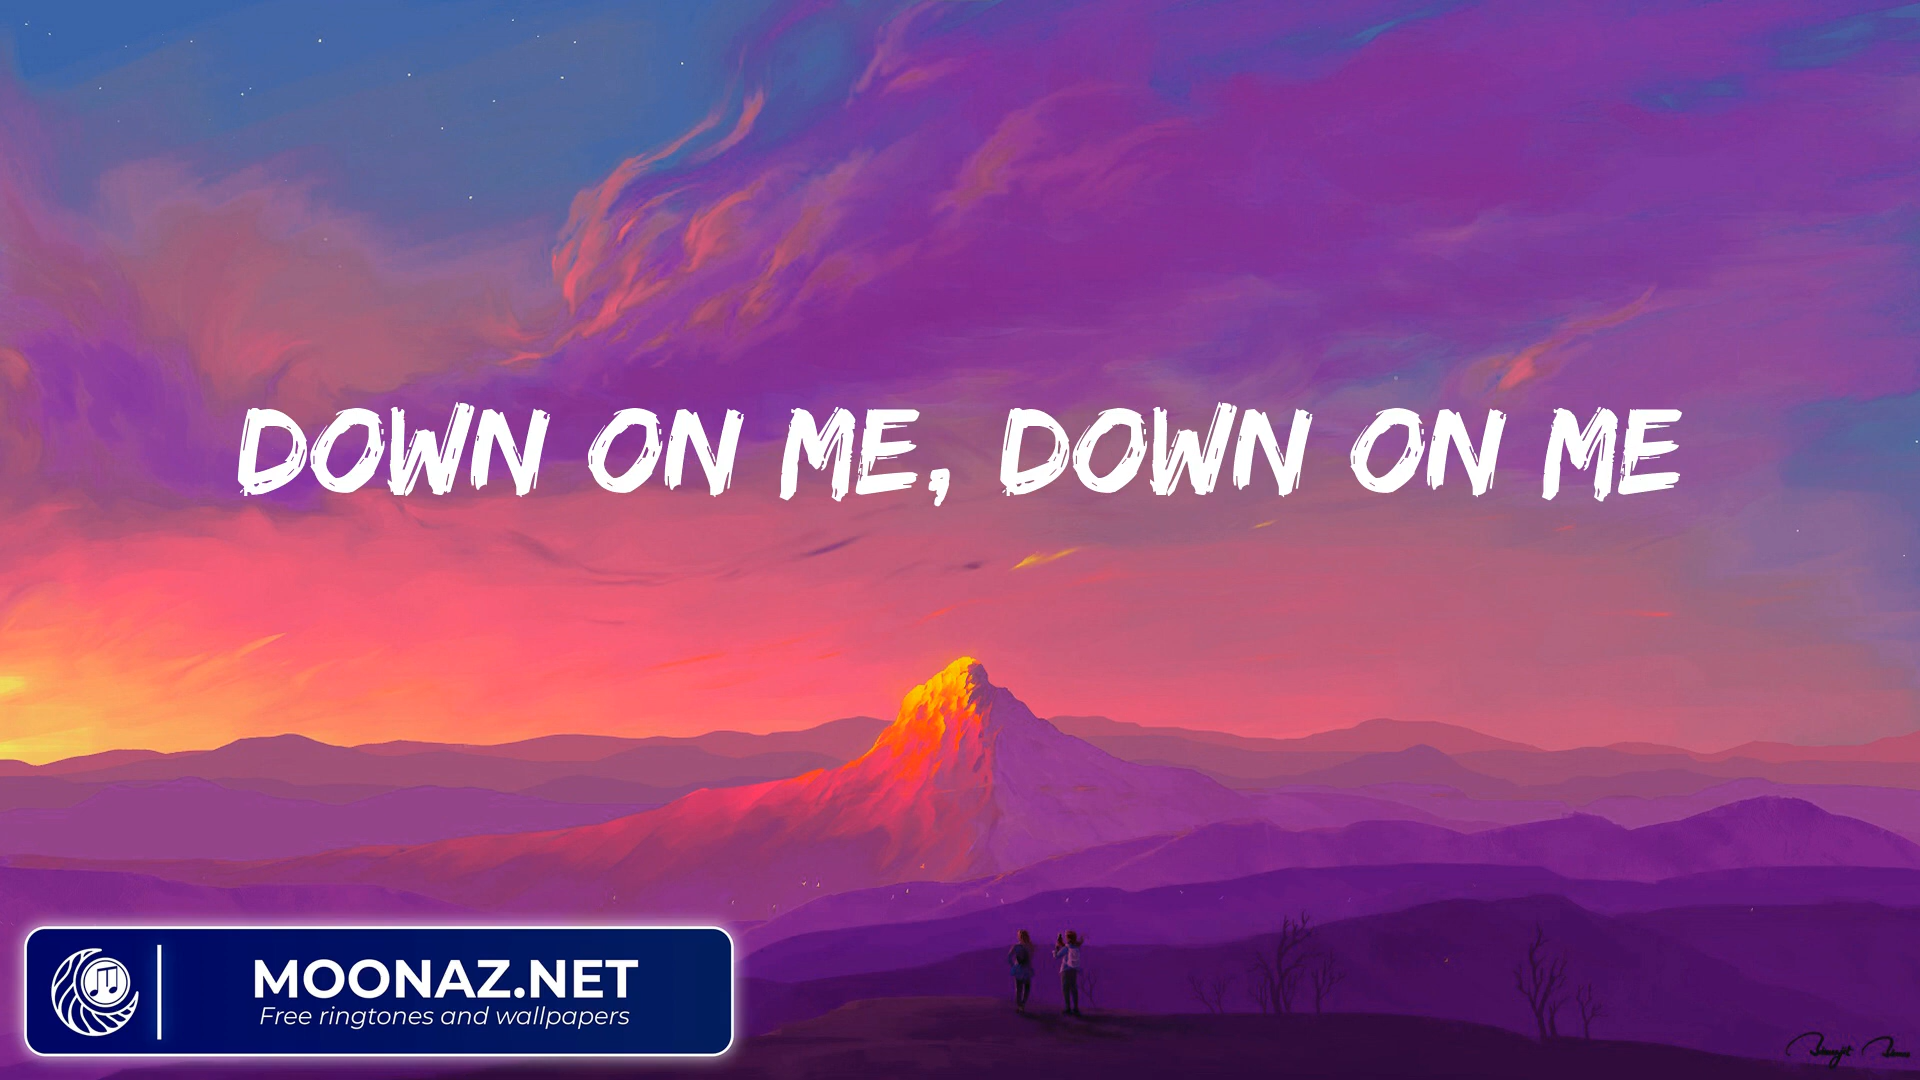 DOWN ON ME, DOWN ON ME
MOONAZ.NET
Free ringtones and wallpapers